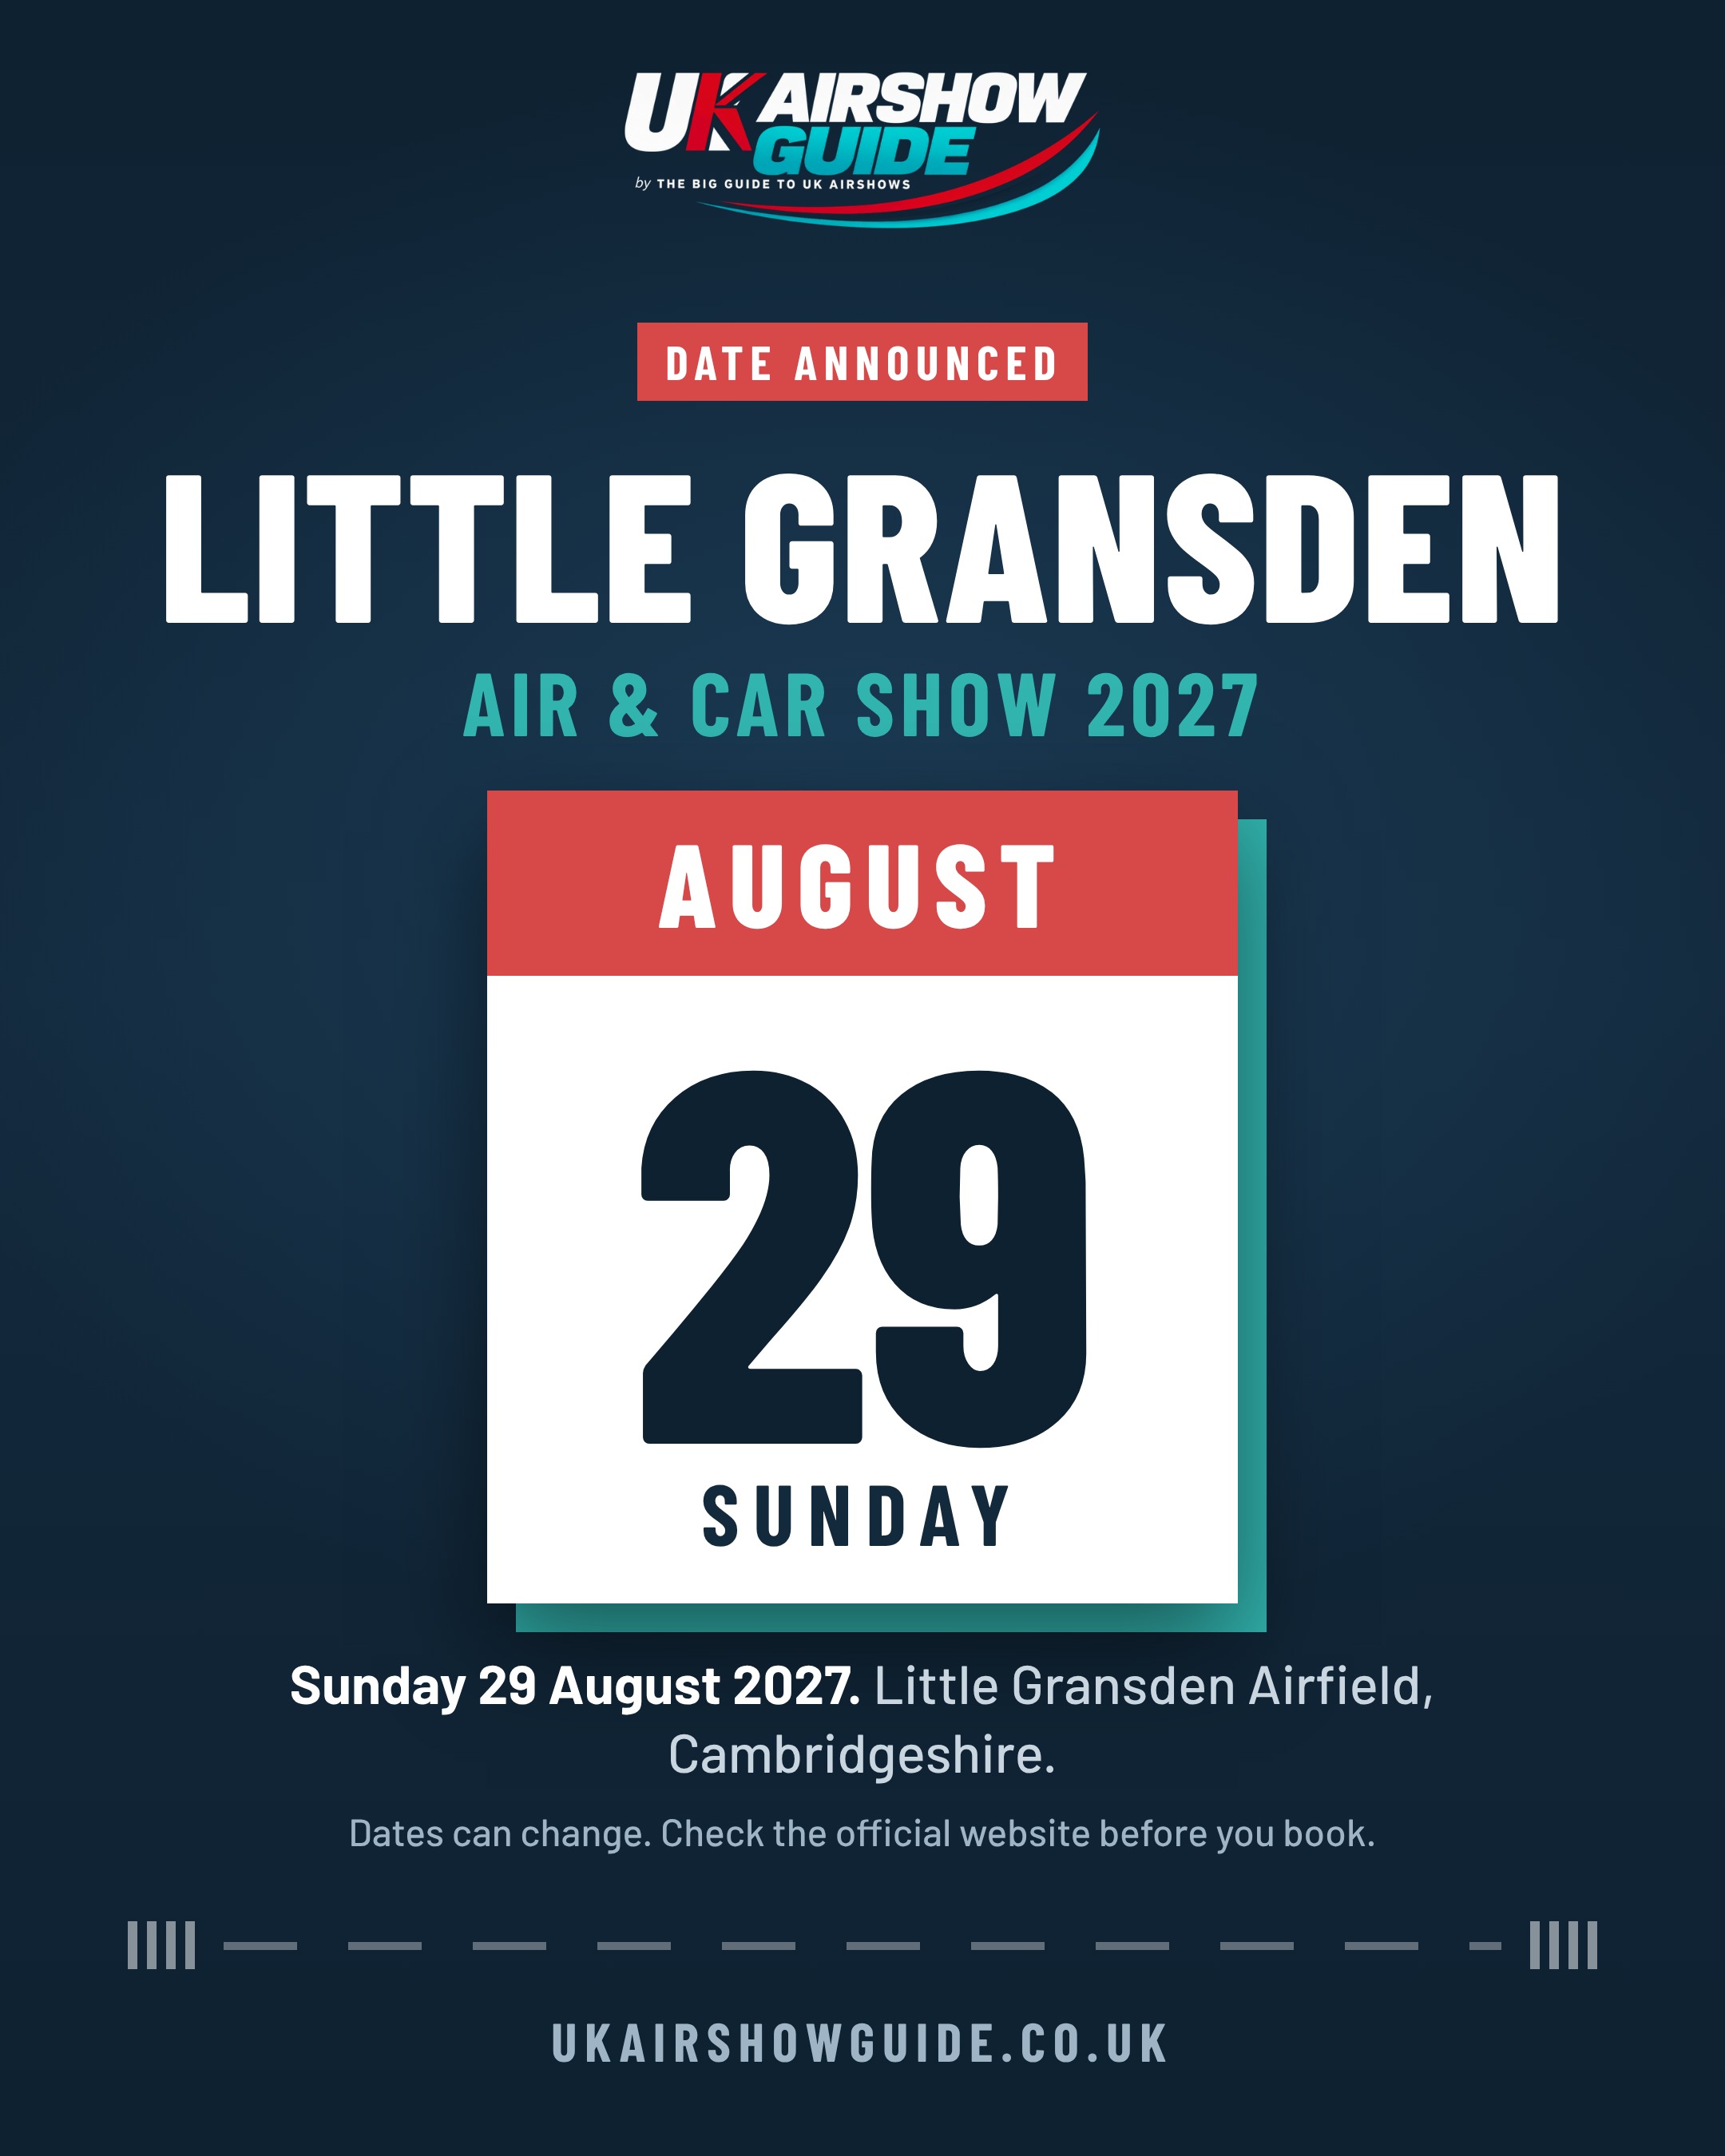 UK AIRSHOW
GUIDE
by THE BIG GUIDE TO UK AIRSHOWS
DATE ANNOUNCED
LITTLE GRANSDEN
AIR & CAR SHOW 2027
AUGUST
29
SUNDAY
Sunday 29 August 2027. Little Gransden Airfield,
Cambridgeshire.
Dates can change. Check the official website before you book.
UKAIRSHOWGUIDE.CO.UK